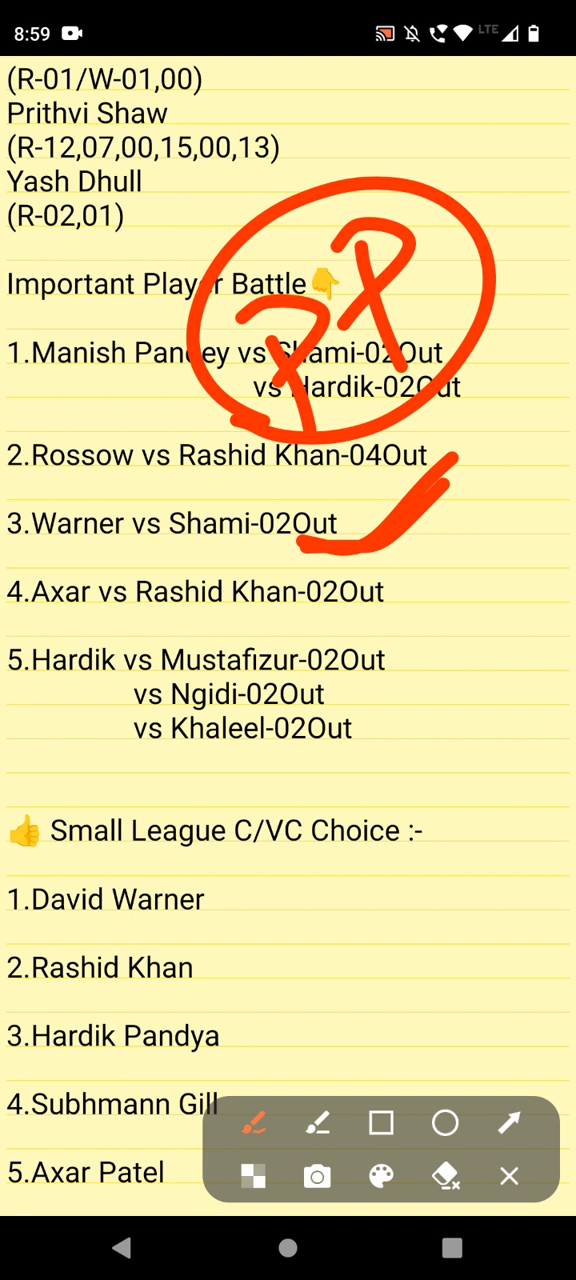 8:59
LTE
(R-01/W-01,00)
Prithvi Shaw
(R-12,07,00,15,00,13)
Yash Dhull
(R-02,01)
Important Player Battle👇
1.Manish Pandey vs Shami-02Out
vs Hardik-02Out
PP
2.Rossow vs Rashid Khan-04Out
3.Warner vs Shami-02Out
4.Axar vs Rashid Khan-02Out
5.Hardik vs Mustafizur-02Out
vs Ngidi-02Out
vs Khaleel-02Out
👍 Small League C/VC Choice :-
1.David Warner
2.Rashid Khan
3.Hardik Pandya
4.Subhmann Gill
5.Axar Patel